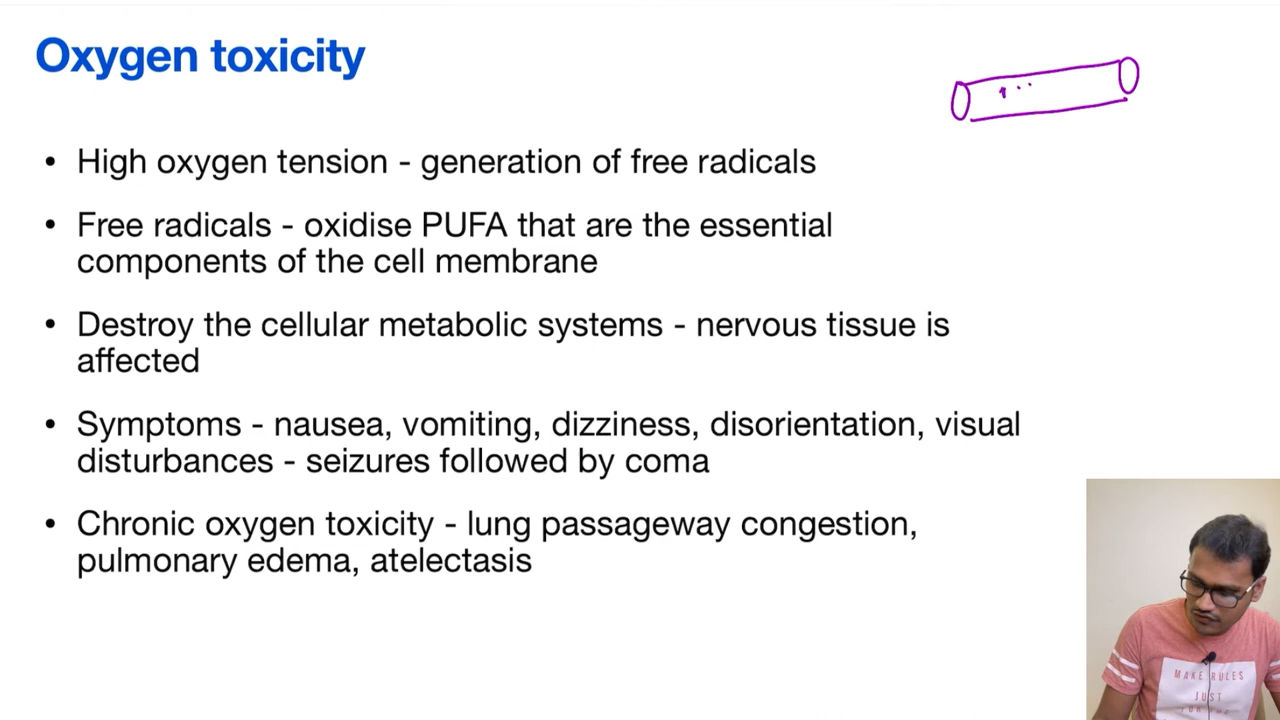 Oxygen toxicity
• High oxygen tension - generation of free radicals
• Free radicals - oxidise PUFA that are the essential
components of the cell membrane
• Destroy the cellular metabolic systems - nervous tissue is
affected
• Symptoms - nausea, vomiting, dizziness, disorientation, visual
disturbances - seizures followed by coma
• Chronic oxygen toxicity - lung passageway congestion,
pulmonary edema, atelectasis
MAKE RULES
JUST